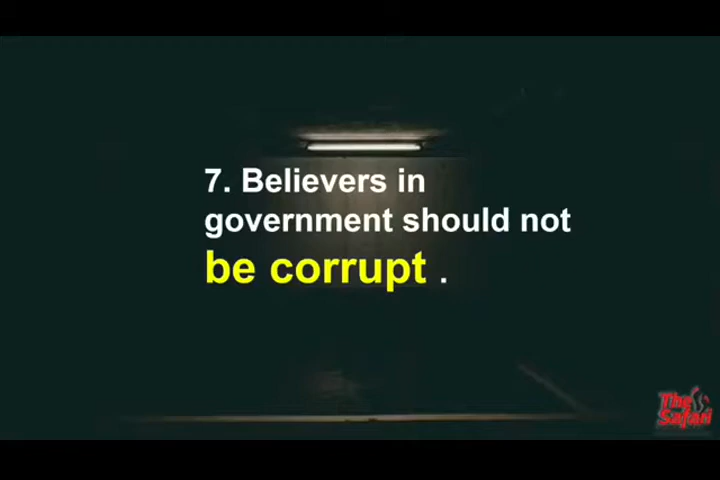 7. Believers in
government should not
be corrupt .
The
Safari